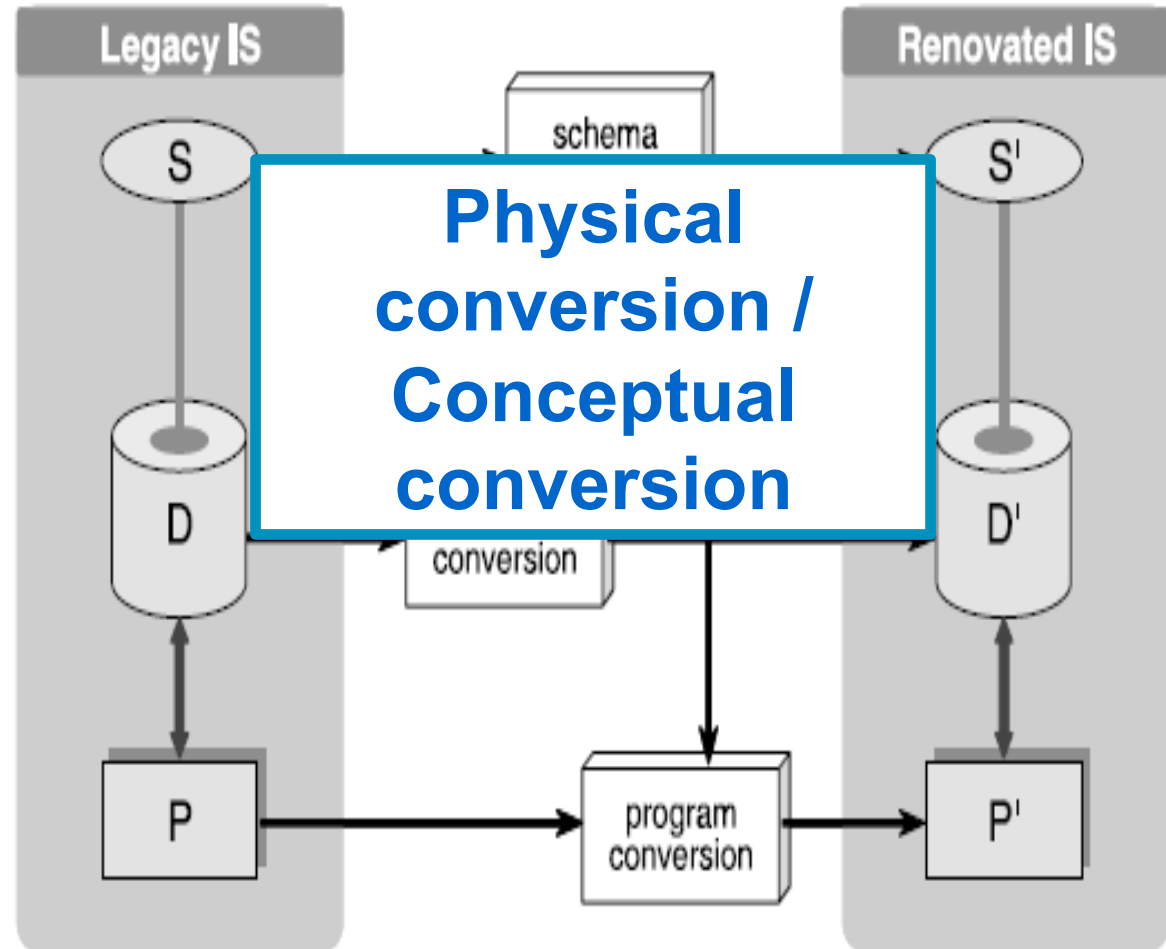 Legacy IS
Renovated IS
schema
S
S'
Physical
conversion /
Conceptual
conversion
D
D'
conversion
P
program
conversion
P'